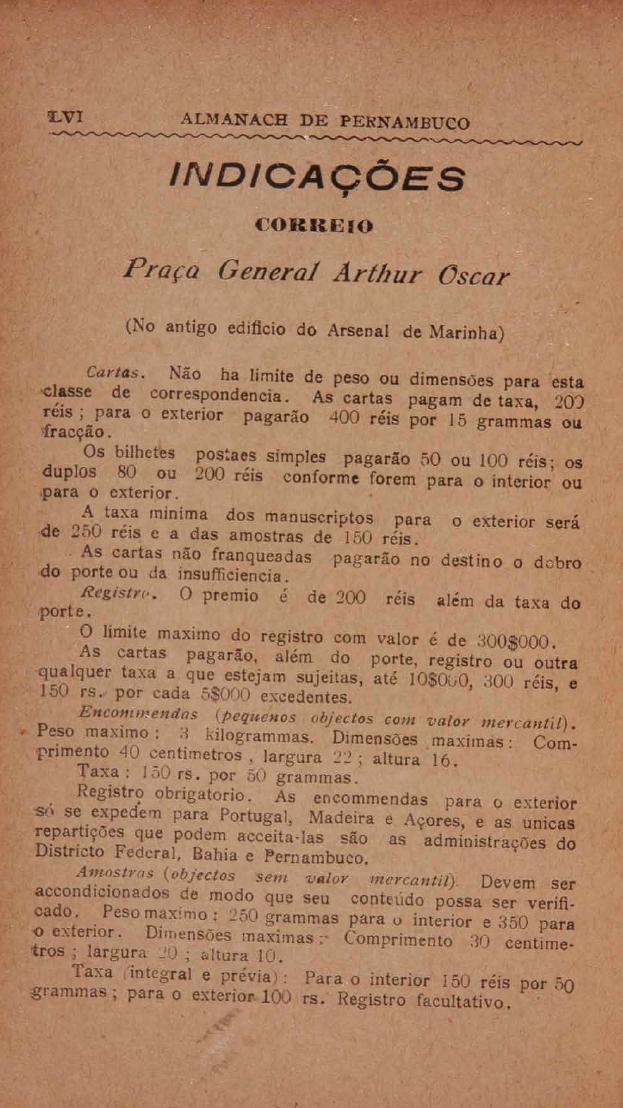 LVI ALMANACH DE PERNAMBUCO
INDICAÇÕES
CORREIO
Praça General Arthur Oscar
(No antigo edificio do Arsenal de Marinha)
Cartas. Não ha limite de peso ou dimensões para esta
classe de correspondencia. As cartas pagam de taxa, 200
réis ; para o exterior pagarão 400 réis por 15 grammas ou
fracção.
Os bilhetes postaes simples pagarão 50 ou 100 réis; os
duplos 80 ou 200 réis conforme forem para o interior ou
para o exterior.
A taxa minima dos manuscriptos para o exterior será
de 250 réis e a das amostras de 150 réis.
As cartas não franqueadas pagarão no destino o dobro
do porte ou da insufficiencia.
Registro. O premio é de 200 réis além da taxa do
porte.
O limite maximo do registro com valor é de 300$000.
As cartas pagarão, além do porte, registro ou outra
qualquer taxa a que estejam sujeitas, até 10$000, 300 réis, e
150 rs. por cada 5$000 excedentes.
Encommendas (pequenos objectos com valor mercantil).
Peso maximo : 3 kilogrammas. Dimensões maximas : Com-
primento 40 centimetros , largura 22 ; altura 16.
Taxa : 150 rs. por 50 grammas.
Registro obrigatorio. As encommendas para o exterior
só se expedem para Portugal, Madeira e Açores, e as unicas
repartições que podem acceita-las são as administrações do
Districto Federal, Bahia e Pernambuco.
Amostras (objectos sem valor mercantil). Devem ser
accondicionados de modo que seu conteúdo possa ser verifi-
cado. Peso maximo : 250 grammas para o interior e 350 para
o exterior. Dimensões maximas : Comprimento 30 centime-
tros ; largura 20 ; altura 10.
Taxa (integral e prévia) : Para o interior 150 réis por 50
grammas ; para o exterior 100 rs. Registro facultativo.